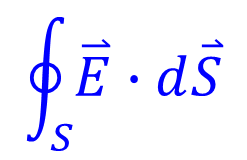 ∮_S E⃗ · dS⃗